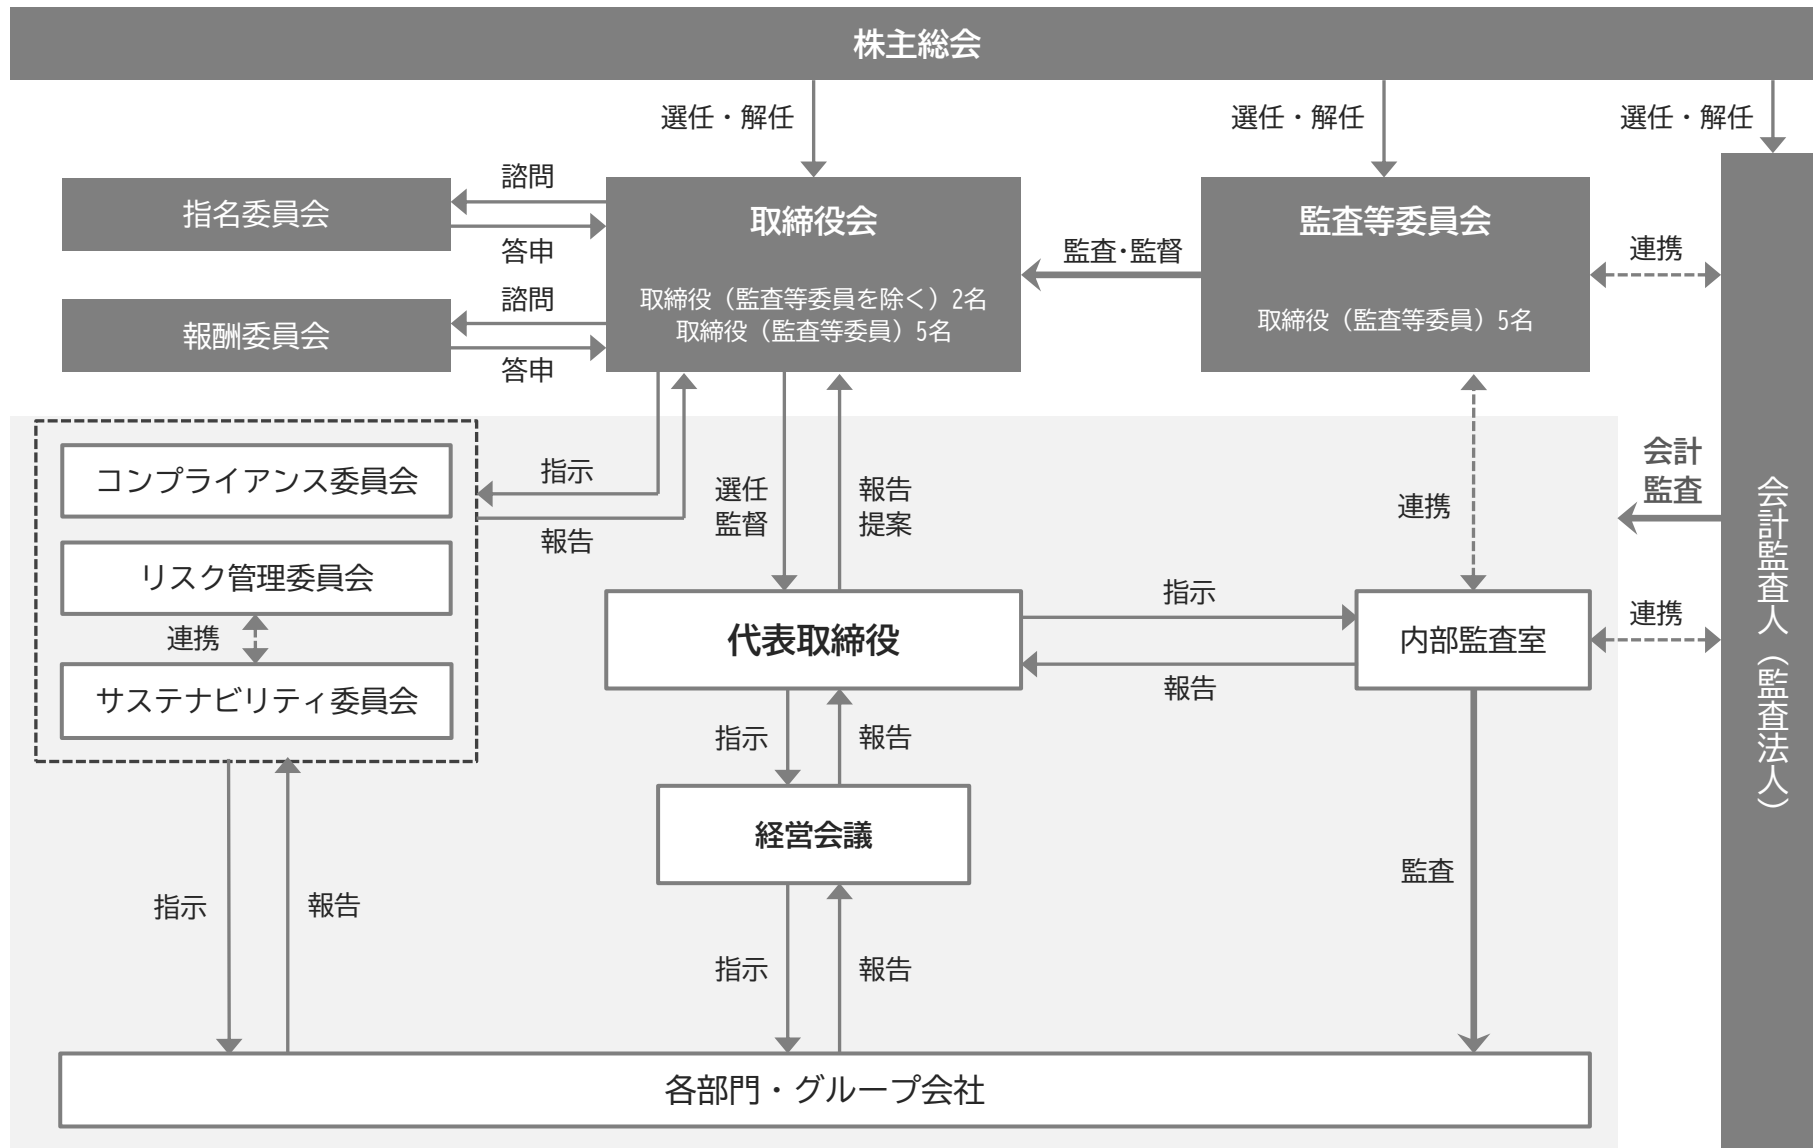 株主総会
選任・解任
選任・解任
選任・解任
指名委員会
諮問
答申
報酬委員会
諮問
答申
取締役会
取締役（監査等委員を除く）2名
取締役（監査等委員）5名
監査・監督
監査等委員会
取締役（監査等委員）5名
連携
コンプライアンス委員会
リスク管理委員会
連携
サステナビリティ委員会
指示
報告
選任
監督
報告
提案
連携
会計
監査
会計監査人（監査法人）
代表取締役
指示
報告
内部監査室
連携
指示
報告
経営会議
指示
報告
指示
報告
監査
各部門・グループ会社